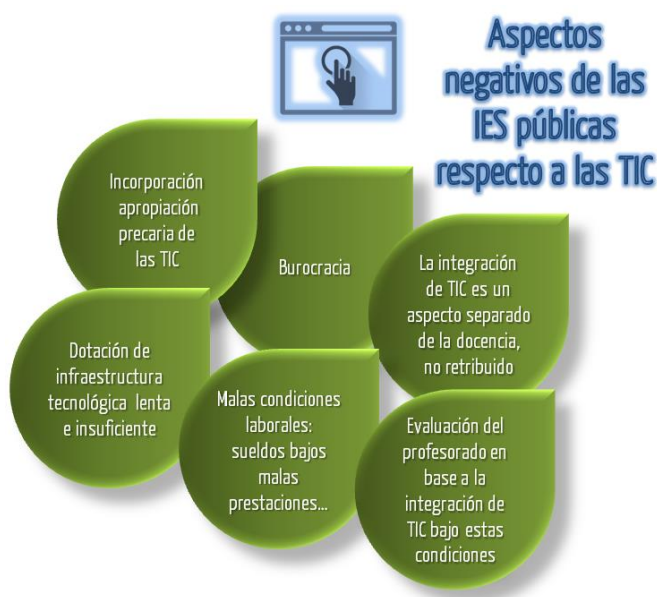 Aspectos
negativos de las
IES públicas
respecto a las TIC
Incorporación
apropiación
precaria de
las TIC
Burocracia
La integración
de TIC es un
aspecto separado
de la docencia,
no retribuido
Dotación de
infraestructura
tecnológica lenta
e insuficiente
Malas condiciones
laborales:
sueldos bajos
malas
prestaciones...
Evaluación del
profesorado en
base a la
integración de
TIC bajo estas
condiciones